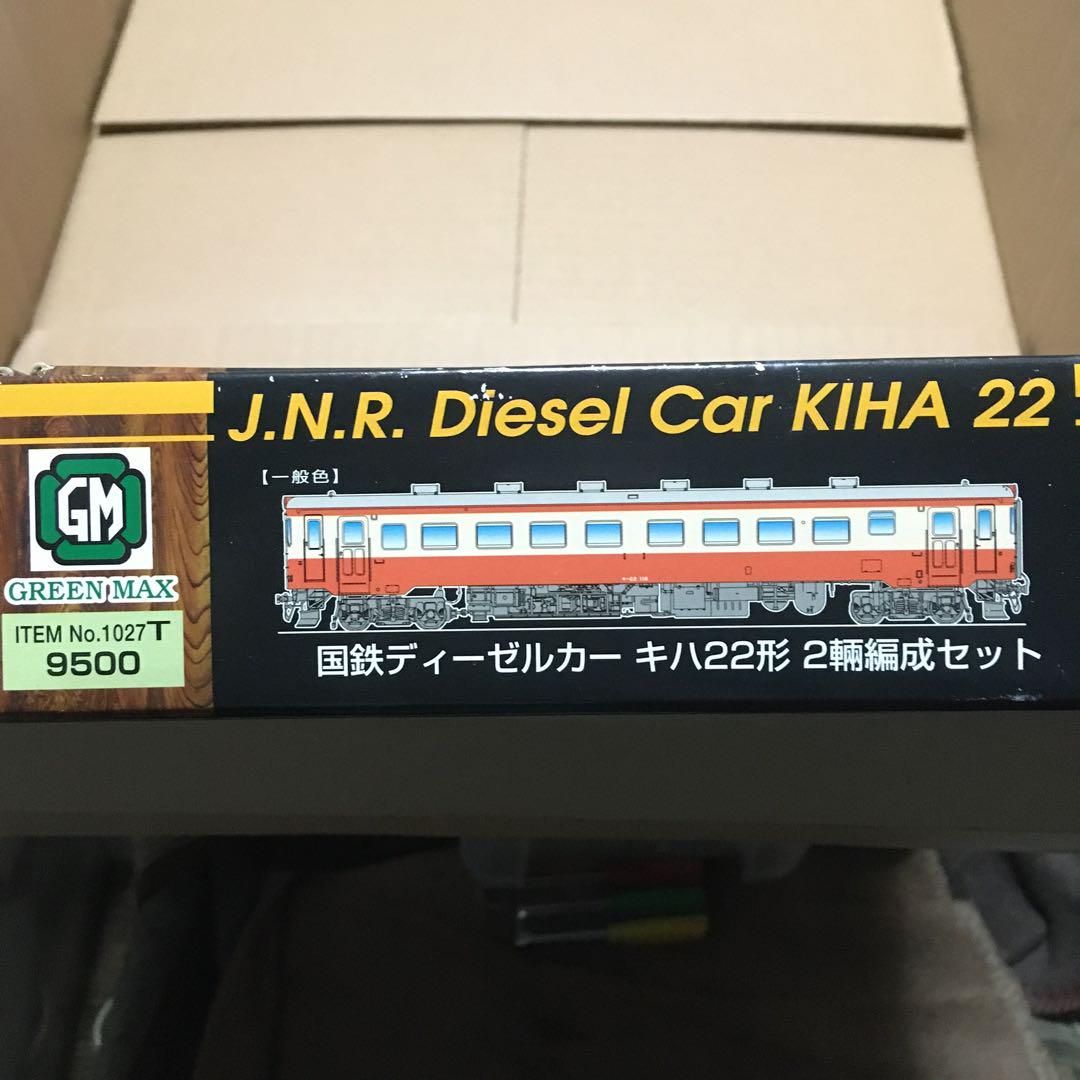 J.N.R. Diesel Car KIHA 22
【一般色】
GM
GREEN MAX
ITEM No.1027T
9500
国鉄ディーゼルカー キハ22形 2輛編成セット